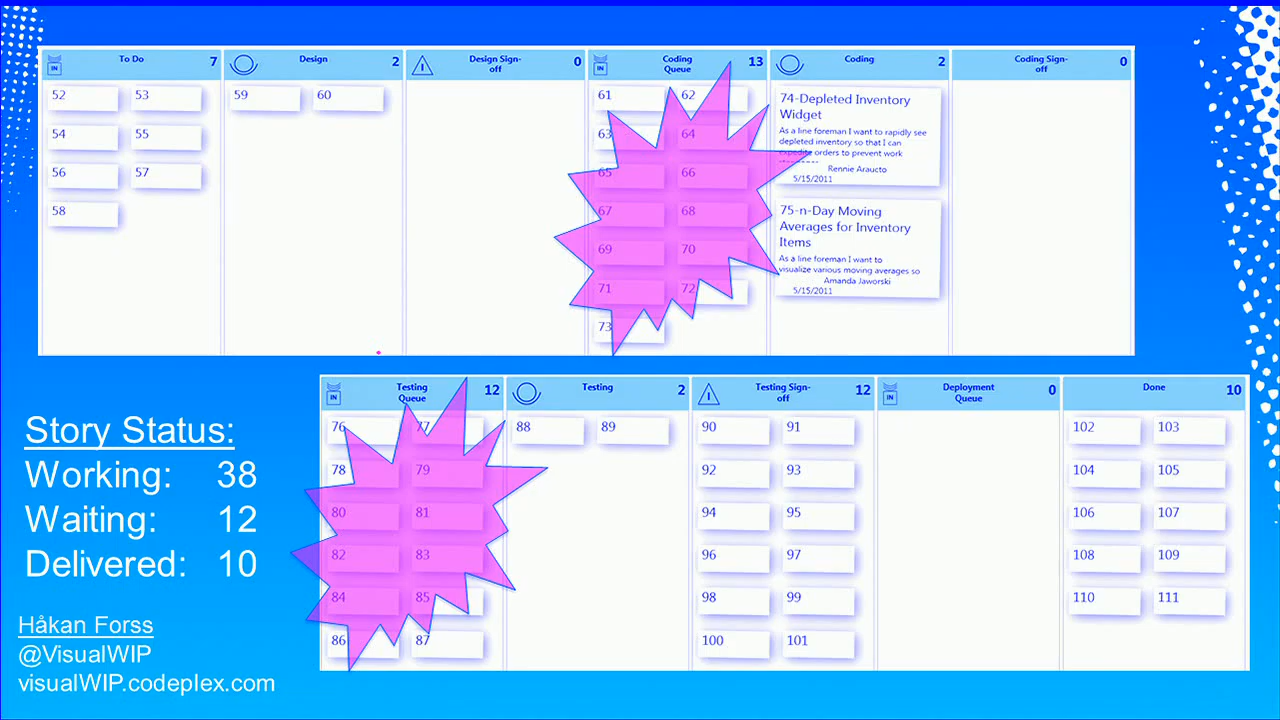 To Do 7
IN
52 53
54 55
56 57
58
Design 2
59 60
Design Sign-
off 0
Coding
Queue 13
IN
61 62
63 64
65 66
67 68
69 70
71 72
73
Coding 2
74-Depleted Inventory
Widget
As a line foreman I want to rapidly see
depleted inventory so that I can
expedite orders to prevent work
Rennie Araucto
5/15/2011
75-n-Day Moving
Averages for Inventory
Items
As a line foreman I want to
visualize various moving averages so
Amanda Jaworski
5/15/2011
Coding Sign-
off 0
Testing
Queue 12
IN
76 77
78 79
80 81
82 83
84 85
86 87
Testing 2
88 89
Testing Sign-
off 12
90 91
92 93
94 95
96 97
98 99
100 101
Deployment
Queue 0
IN
Done 10
102 103
104 105
106 107
108 109
110 111
Story Status:
Working: 38
Waiting: 12
Delivered: 10
Håkan Forss
@VisualWIP
visualWIP.codeplex.com